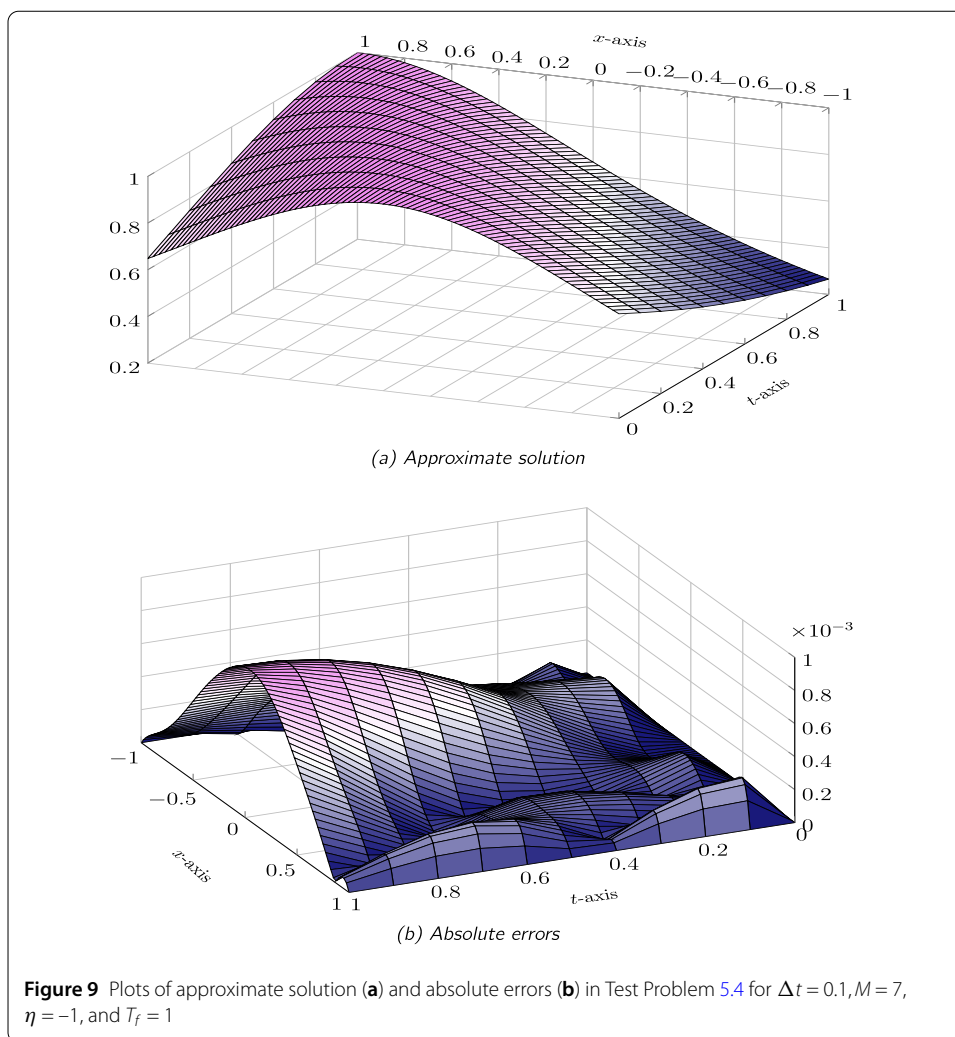 x-axis
1 0.8 0.6 0.4 0.2 0 −0.2 −0.4 −0.6 −0.8 −1
1
0.8
0.6
0.4
0.2
1
0.8
0.6
0.4
0.2
0
t-axis
(a) Approximate solution
×10⁻³
1
0.8
0.6
0.4
0.2
0
−1
−0.5
0
0.5
1
x-axis
1 0.8 0.6 0.4 0.2 0
t-axis
(b) Absolute errors
Figure 9 Plots of approximate solution (a) and absolute errors (b) in Test Problem 5.4 for Δt = 0.1, M = 7,
η = –1, and T_f = 1